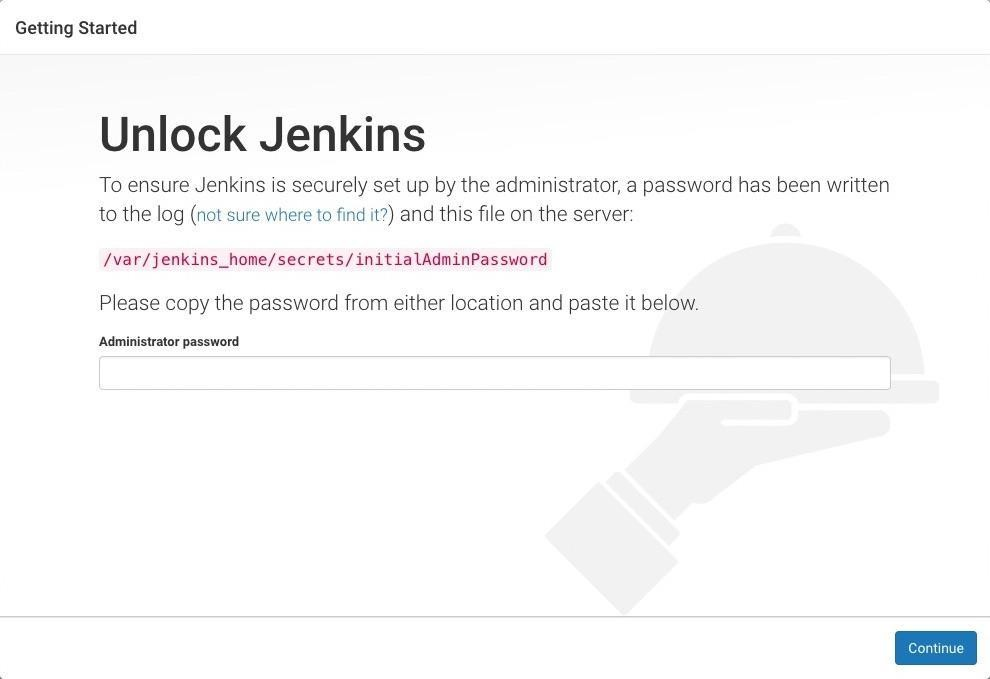 Getting Started
Unlock Jenkins
To ensure Jenkins is securely set up by the administrator, a password has been written
to the log (not sure where to find it?) and this file on the server:
/var/jenkins_home/secrets/initialAdminPassword
Please copy the password from either location and paste it below.
Administrator password
Continue